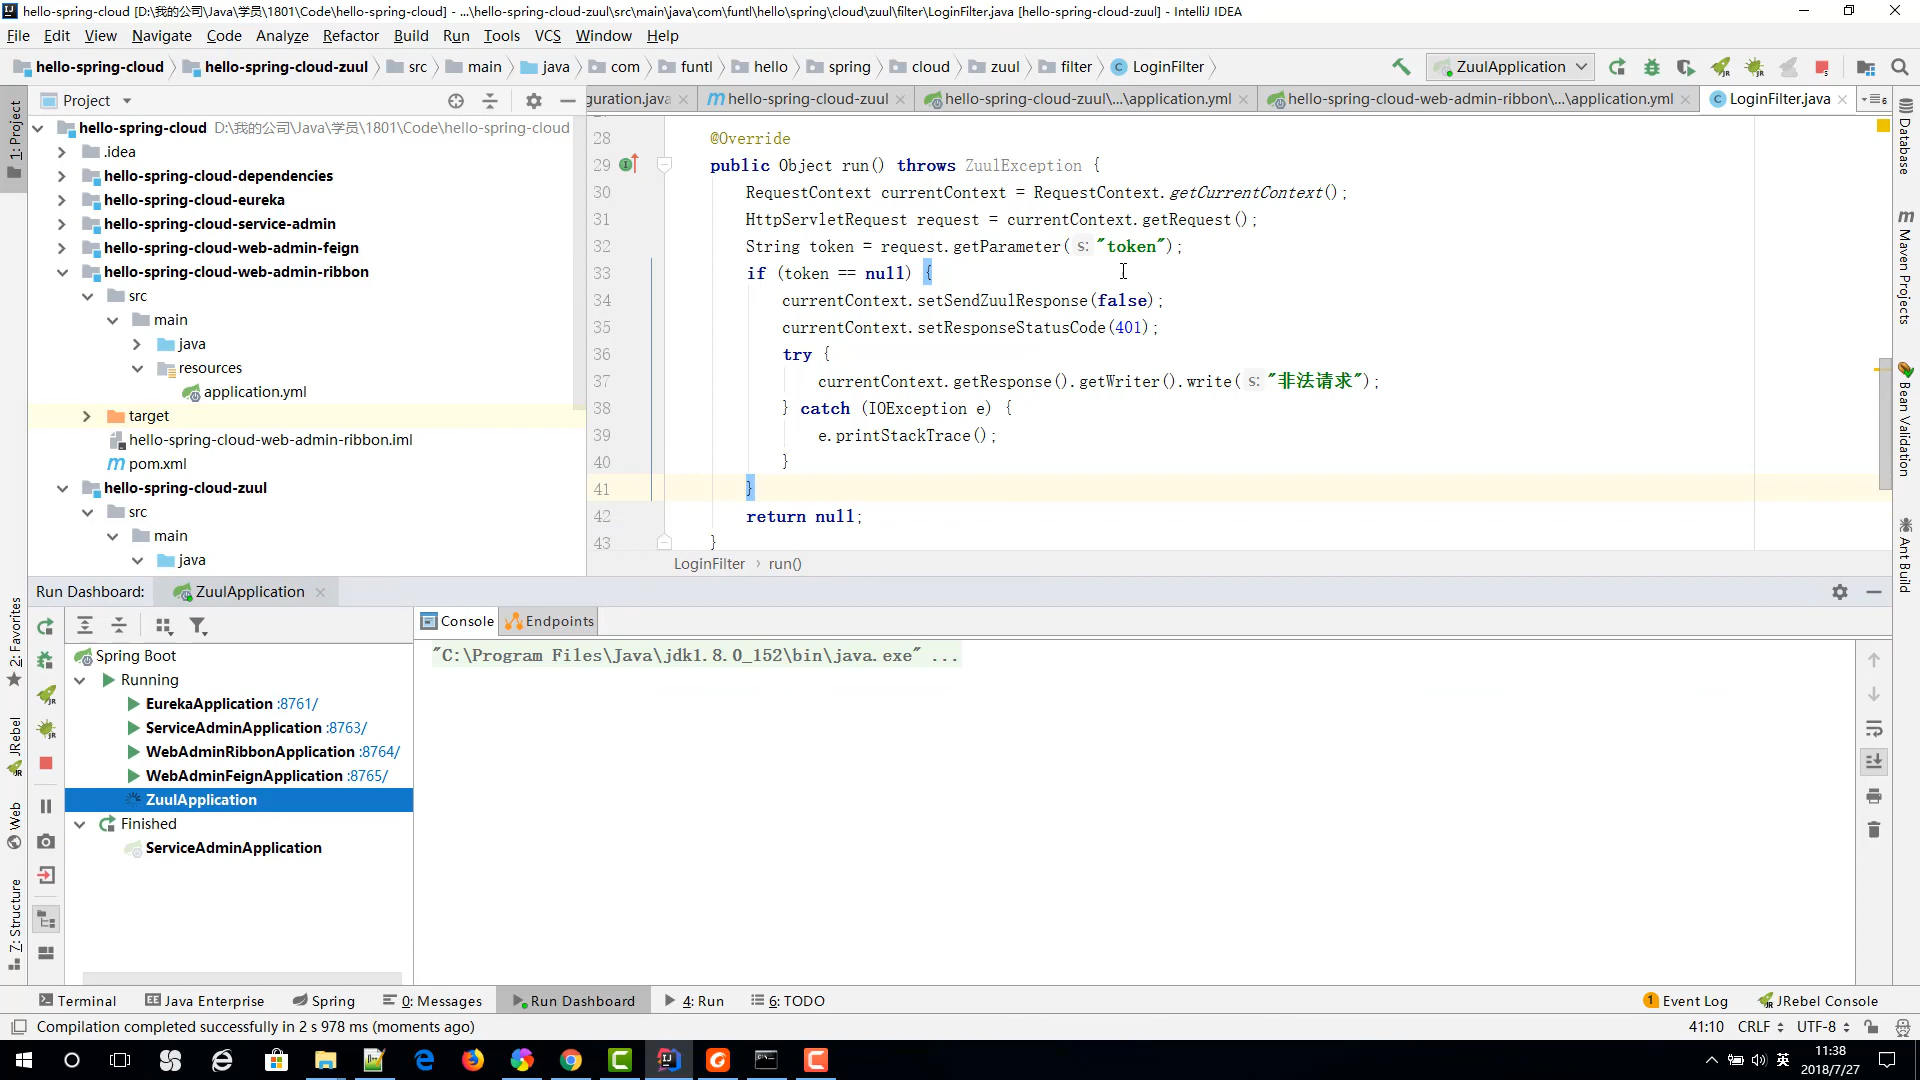 hello-spring-cloud [D:\我的公司\Java\学员\1801\Code\hello-spring-cloud] - ...\hello-spring-cloud-zuul\src\main\java\com\funtl\hello\spring\cloud\zuul\filter\LoginFilter.java [hello-spring-cloud-zuul] - IntelliJ IDEA
File Edit View Navigate Code Analyze Refactor Build Run Tools VCS Window Help
hello-spring-cloud hello-spring-cloud-zuul src main java com funtl hello spring cloud zuul filter LoginFilter
ZuulApplication
Project
guration.java hello-spring-cloud-zuul hello-spring-cloud-zuul\...\application.yml hello-spring-cloud-web-admin-ribbon\...\application.yml LoginFilter.java
6
1: Project
2: Favorites
JRebel
Web
7: Structure
hello-spring-cloud D:\我的公司\Java\学员\1801\Code\hello-spring-cloud
.idea
hello-spring-cloud-dependencies
hello-spring-cloud-eureka
hello-spring-cloud-service-admin
hello-spring-cloud-web-admin-feign
hello-spring-cloud-web-admin-ribbon
src
main
java
resources
application.yml
target
hello-spring-cloud-web-admin-ribbon.iml
pom.xml
hello-spring-cloud-zuul
src
main
java
28 @Override
29 public Object run() throws ZuulException {
30 RequestContext currentContext = RequestContext.getCurrentContext();
31 HttpServletRequest request = currentContext.getRequest();
32 String token = request.getParameter( s: "token");
33 if (token == null) {
34 currentContext.setSendZuulResponse(false);
35 currentContext.setResponseStatusCode(401);
36 try {
37 currentContext.getResponse().getWriter().write( s: "非法请求");
38 } catch (IOException e) {
39 e.printStackTrace();
40 }
41 }
42 return null;
43 }
LoginFilter › run()
Database
Maven Projects
Bean Validation
Ant Build
Run Dashboard: ZuulApplication
Console Endpoints
Spring Boot
Running
EurekaApplication :8761/
ServiceAdminApplication :8763/
WebAdminRibbonApplication :8764/
WebAdminFeignApplication :8765/
ZuulApplication
Finished
ServiceAdminApplication
"C:\Program Files\Java\jdk1.8.0_152\bin\java.exe" ...
Terminal Java Enterprise Spring 0: Messages Run Dashboard 4: Run 6: TODO 1 Event Log JRebel Console
Compilation completed successfully in 2 s 978 ms (moments ago) 41:10 CRLF UTF-8
英 11:38
2018/7/27